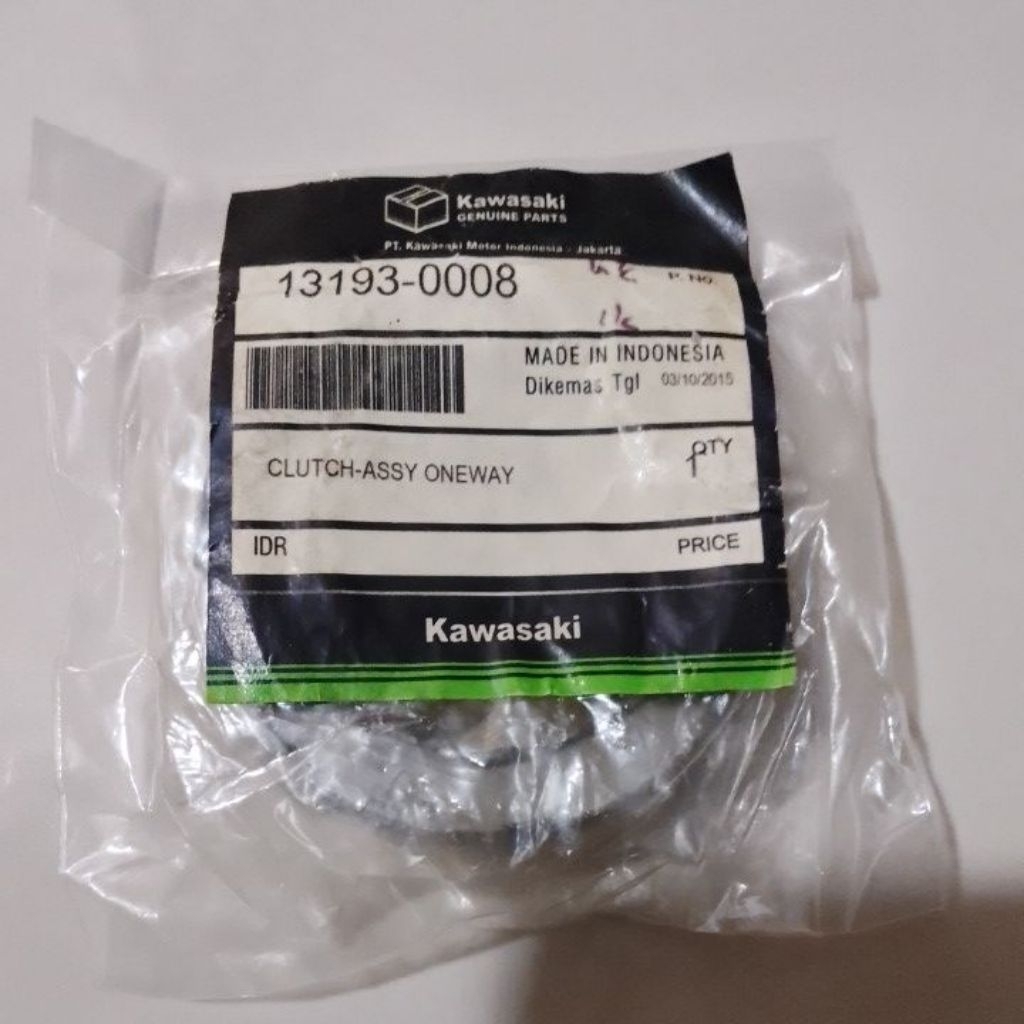 Kawasaki
GENUINE PARTS
PT. Kawasaki Motor Indonesia - Jakarta
13193-0008 P. NO.
MADE IN INDONESIA
Dikemas Tgl 03/10/2015
CLUTCH-ASSY ONEWAY QTY
IDR PRICE
Kawasaki